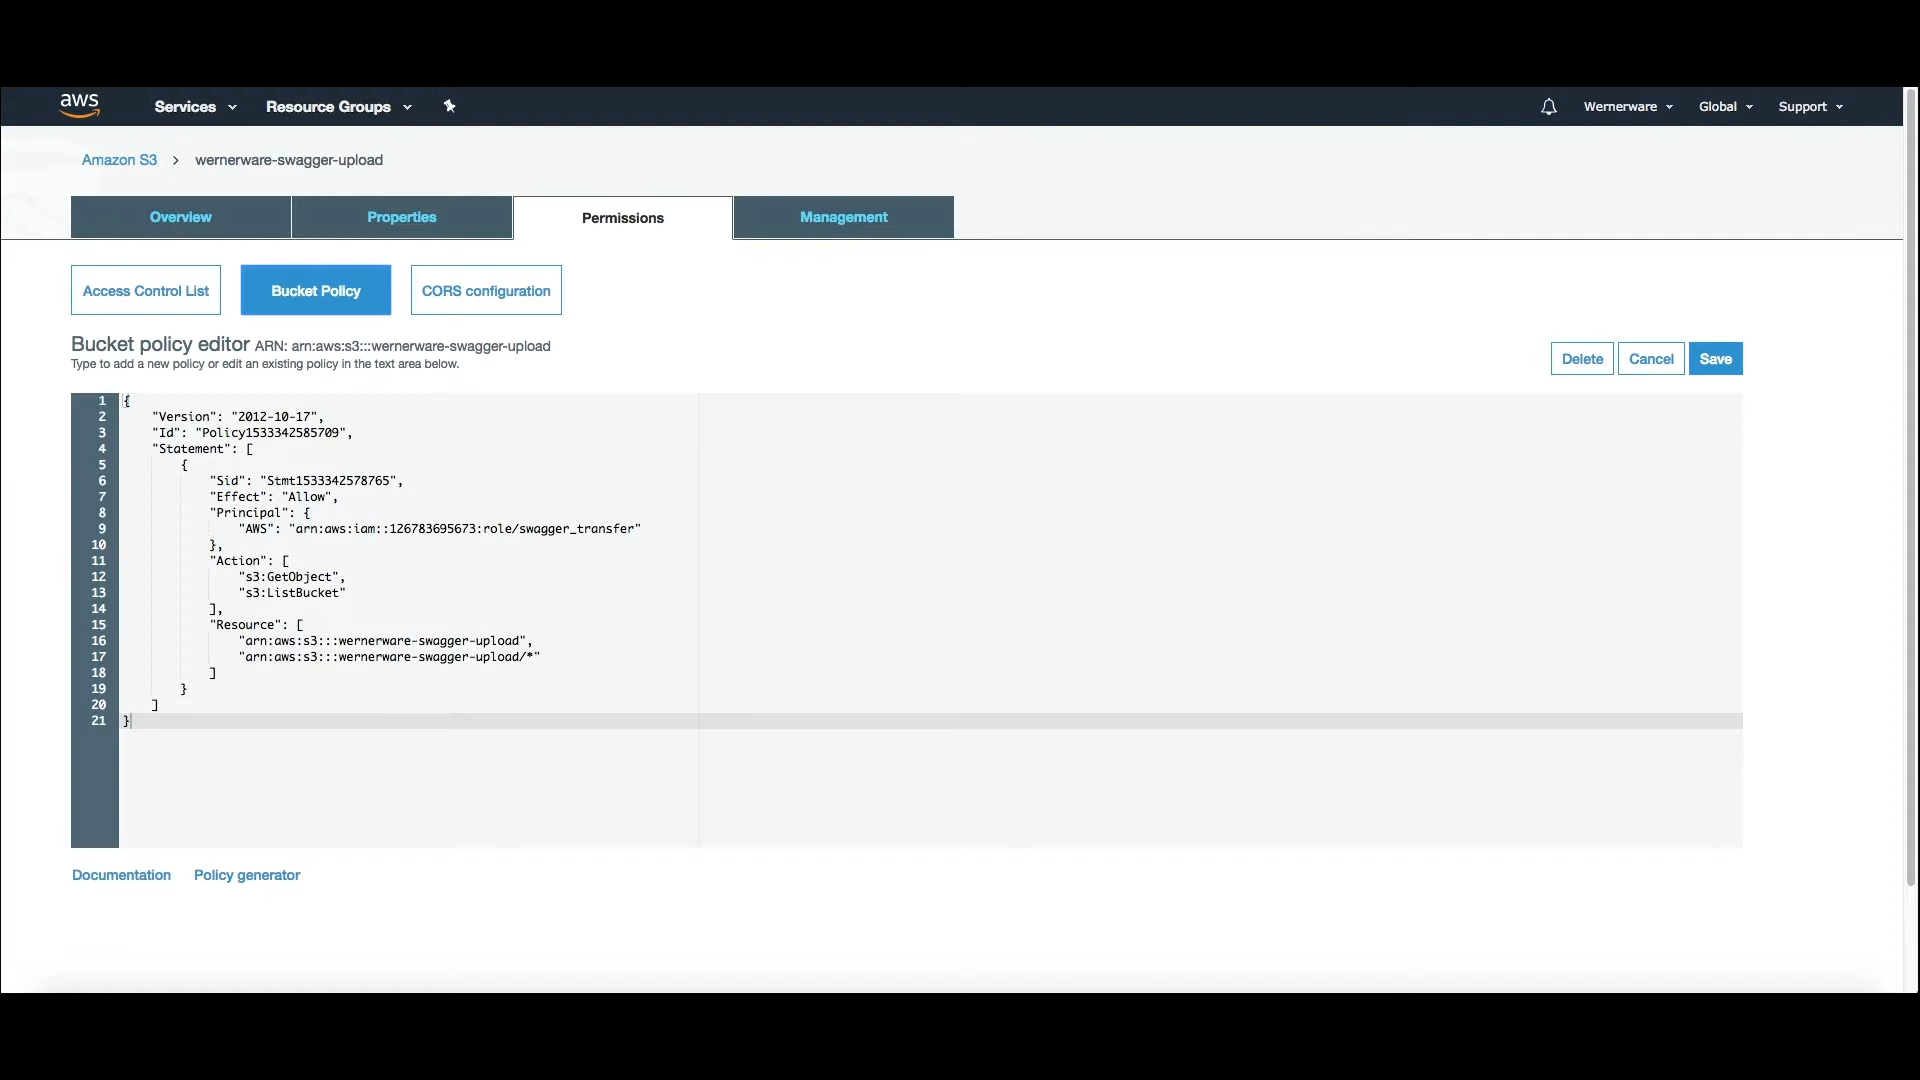 aws Services Resource Groups Wernerware Global Support
Amazon S3 > wernerware-swagger-upload
Overview Properties Permissions Management
Access Control List Bucket Policy CORS configuration
Bucket policy editor ARN: arn:aws:s3:::wernerware-swagger-upload
Type to add a new policy or edit an existing policy in the text area below.
Delete Cancel Save
1 {
2 "Version": "2012-10-17",
3 "Id": "Policy1533342585709",
4 "Statement": [
5 {
6 "Sid": "Stmt1533342578765",
7 "Effect": "Allow",
8 "Principal": {
9 "AWS": "arn:aws:iam::126783695673:role/swagger_transfer"
10 },
11 "Action": [
12 "s3:GetObject",
13 "s3:ListBucket"
14 ],
15 "Resource": [
16 "arn:aws:s3:::wernerware-swagger-upload",
17 "arn:aws:s3:::wernerware-swagger-upload/*"
18 ]
19 }
20 ]
21 }
Documentation Policy generator